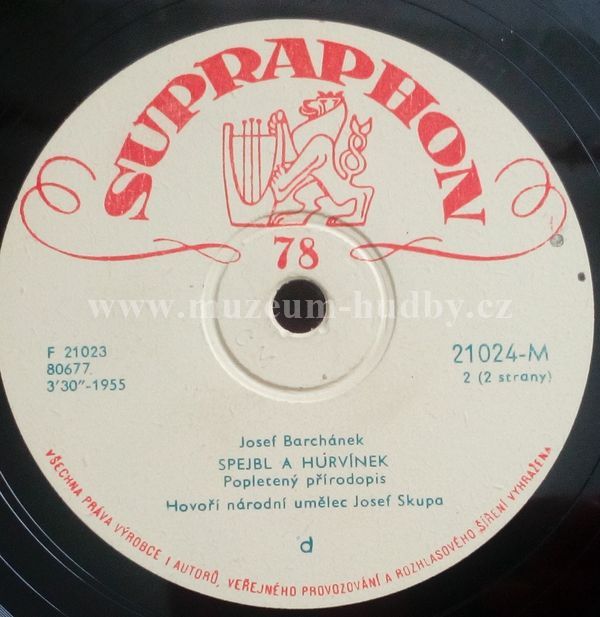 SUPRAPHON
78
www.muzeum-hudby.cz
F 21023
80677
3'30"-1955
21024-M
2 (2 strany)
Josef Barchánek
SPEJBL A HURVÍNEK
Popletený přírodopis
Hovoří národní umělec Josef Skupa
d
VŠECHNA PRÁVA VÝROBCE I AUTORŮ, VEŘEJNÉHO PROVOZOVÁNÍ A ROZHLASOVÉHO ŠÍŘENÍ VYHRAŽENA